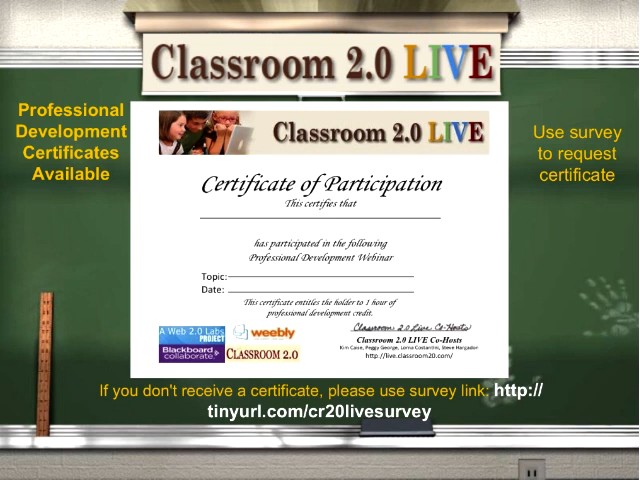 Classroom 2.0 LIVE
Professional
Development
Certificates
Available
Classroom 2.0 LIVE
Certificate of Participation
This certifies that
has participated in the following
Professional Development Webinar
Topic:
Date:
This certificate entitles the holder to 1 hour of
professional development credit.
A Web 2.0 Labs
PROJECT
weebly
Blackboard
collaborate
CLASSROOM 2.0
Classroom 2.0 Live Co-Hosts
Classroom 2.0 LIVE Co-Hosts
Kim Caise, Peggy George, Lorna Costantini, Steve Hargadon
http://live.classroom20.com/
Use survey
to request
certificate
If you don't receive a certificate, please use survey link: http://
tinyurl.com/cr20livesurvey